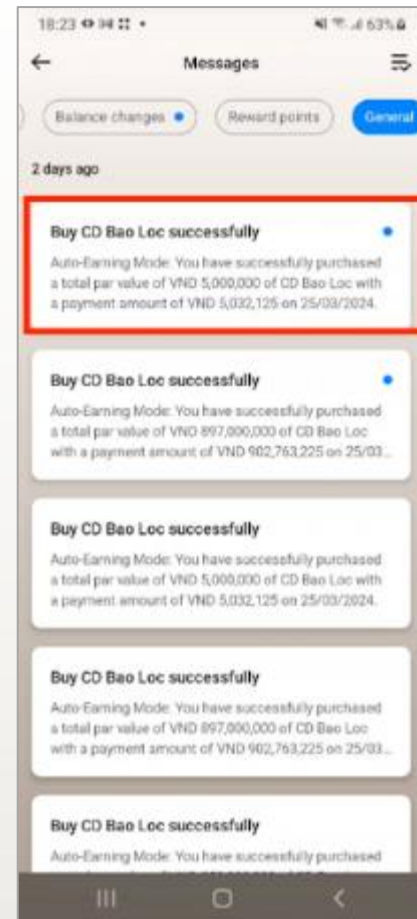 18:23
63%
Messages
Balance changes
Reward points
General
2 days ago
Buy CD Bao Loc successfully
Auto-Earning Mode: You have successfully purchased
a total par value of VND 5,000,000 of CD Bao Loc with
a payment amount of VND 5,032,125 on 25/03/2024.
Buy CD Bao Loc successfully
Auto-Earning Mode: You have successfully purchased
a total par value of VND 897,000,000 of CD Bao Loc
with a payment amount of VND 902,763,225 on 25/03...
Buy CD Bao Loc successfully
Auto-Earning Mode: You have successfully purchased
a total par value of VND 5,000,000 of CD Bao Loc with
a payment amount of VND 5,032,125 on 25/03/2024.
Buy CD Bao Loc successfully
Auto-Earning Mode: You have successfully purchased
a total par value of VND 897,000,000 of CD Bao Loc
with a payment amount of VND 902,763,225 on 25/03...
Buy CD Bao Loc successfully
Auto-Earning Mode: You have successfully purchased